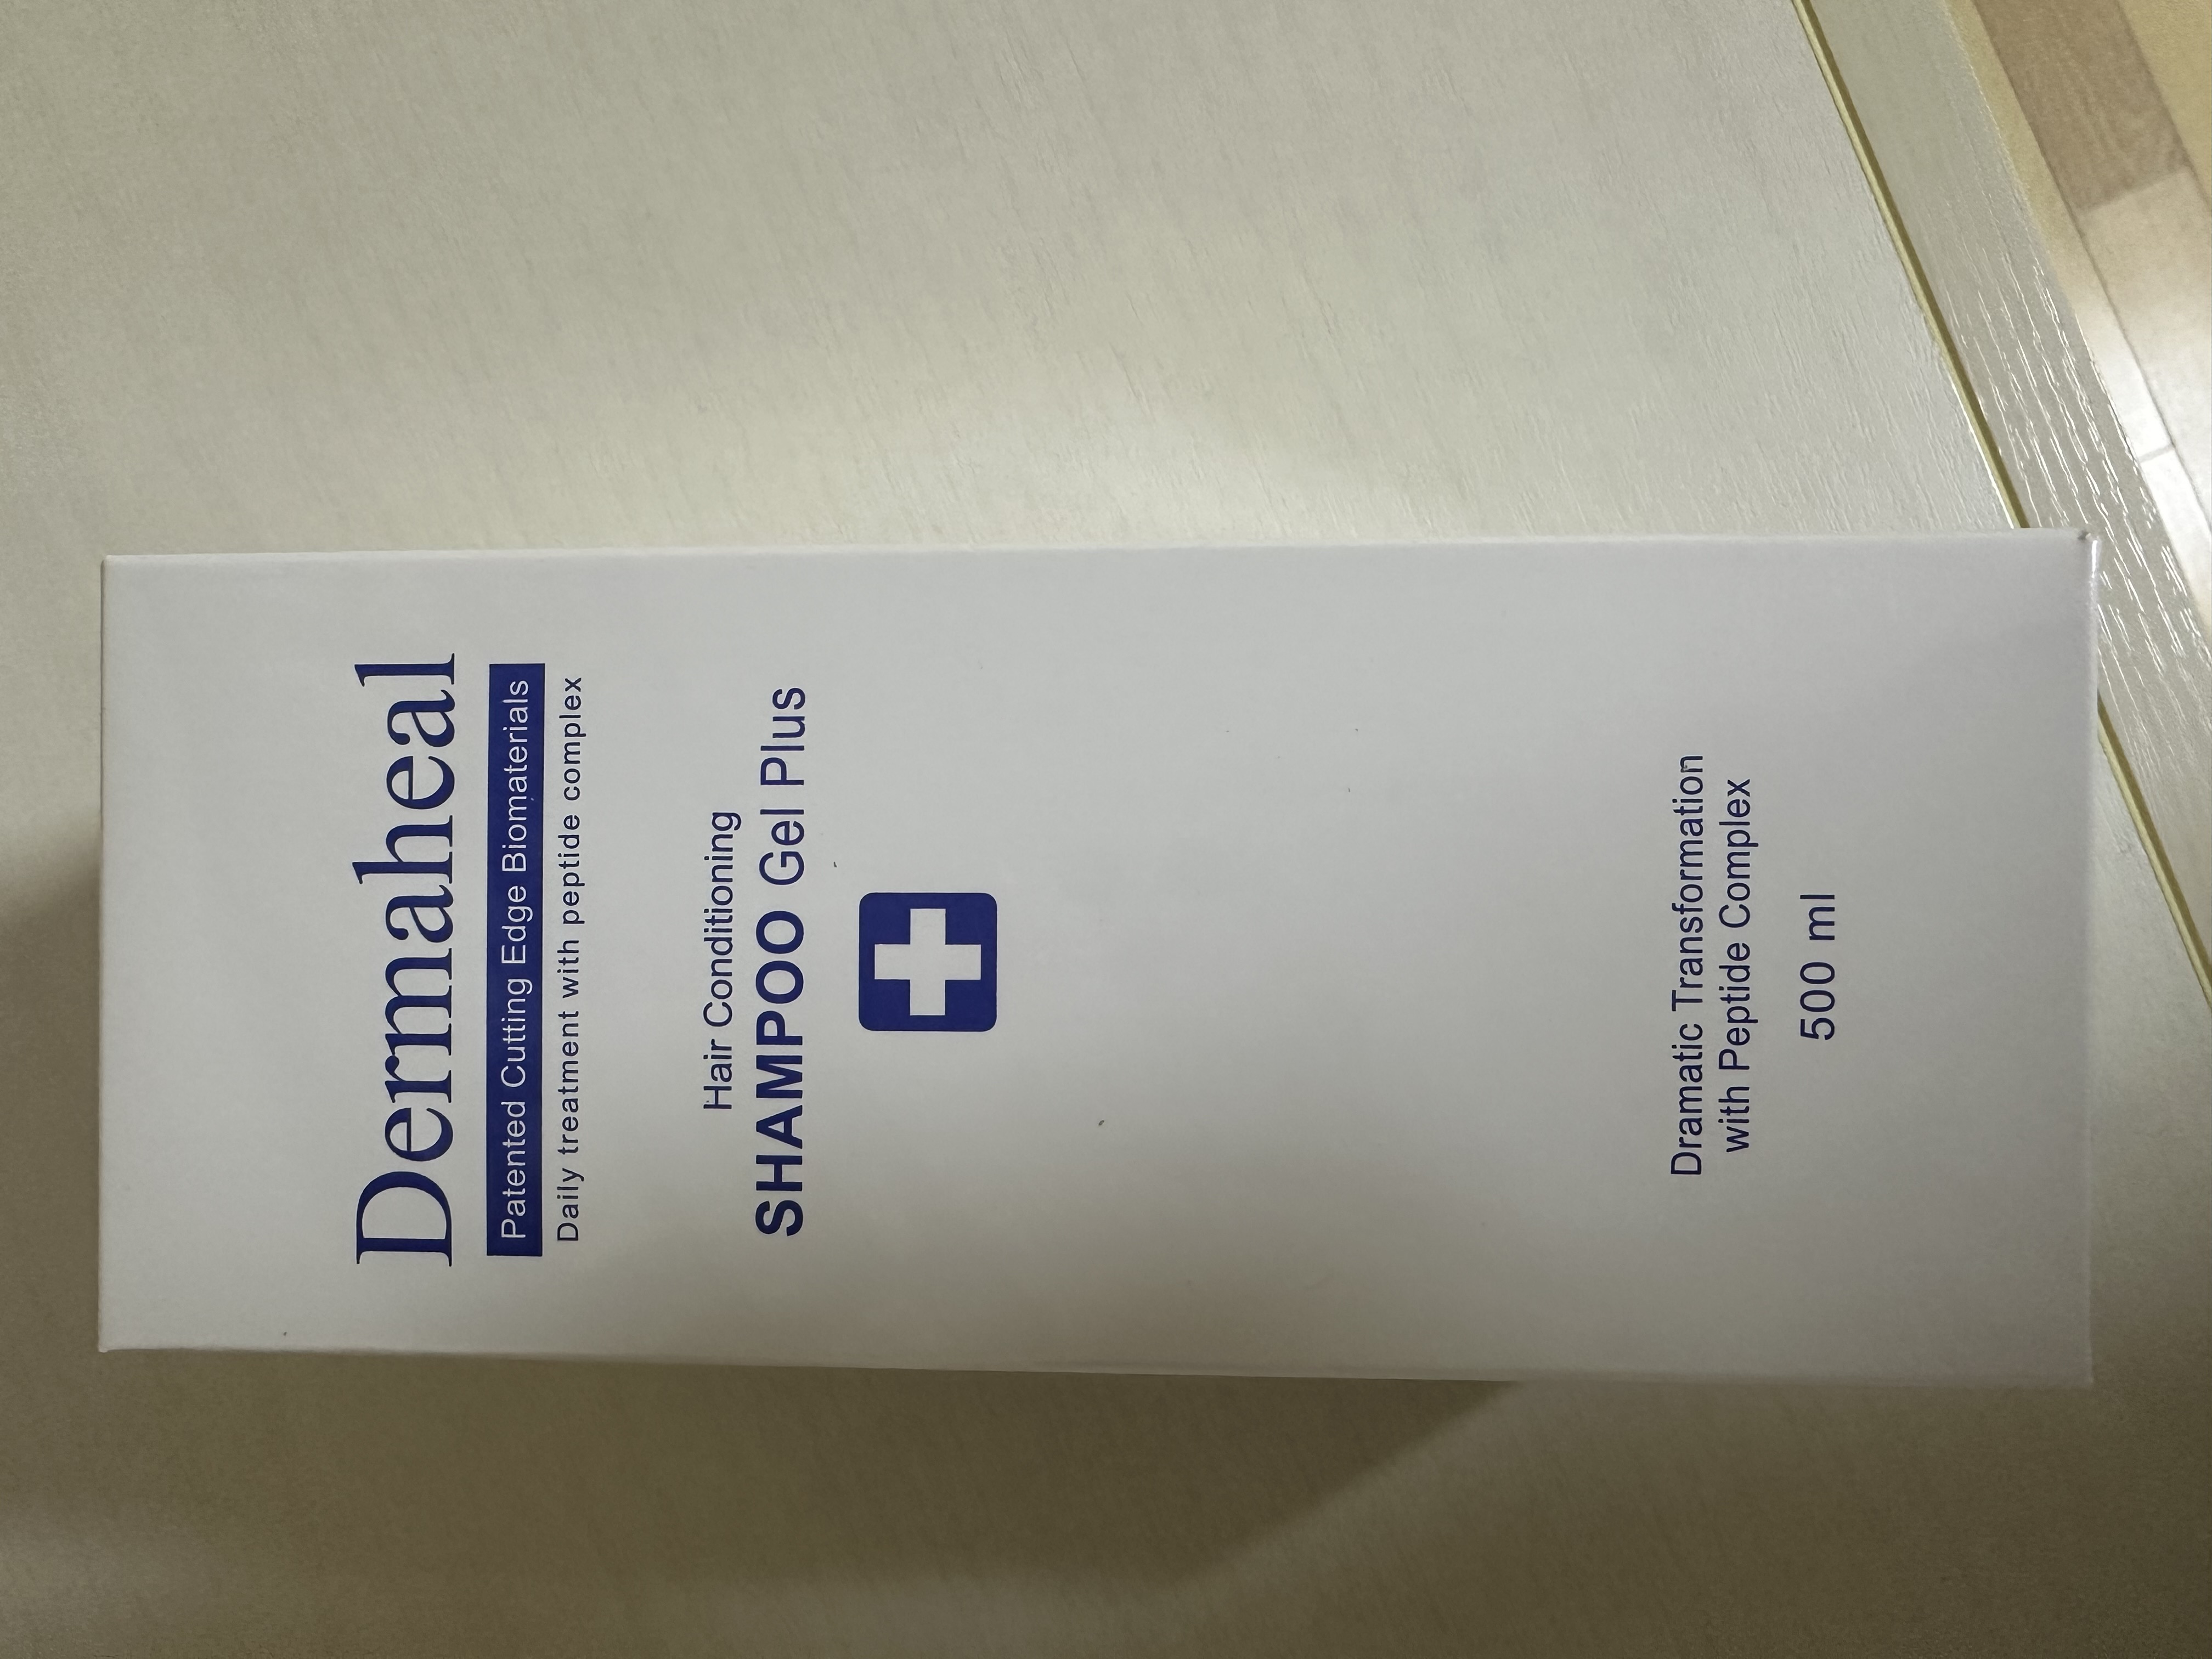 Dermaheal
Patented Cutting Edge Biomaterials
Daily treatment with peptide complex
Hair Conditioning
SHAMPOO Gel Plus
Dramatic Transformation
with Peptide Complex
500 ml